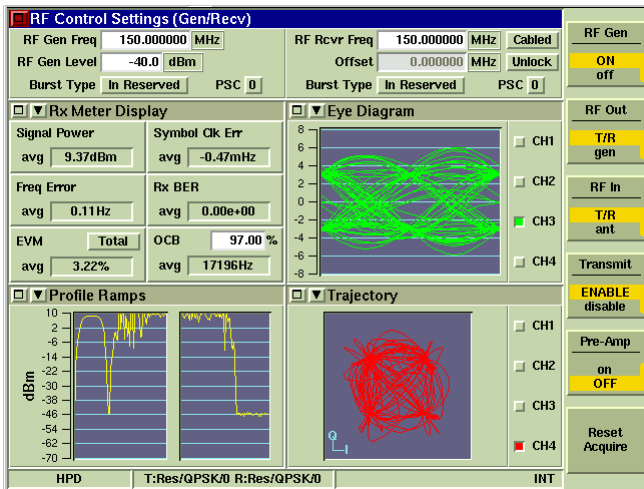 RF Control Settings (Gen/Recv)
RF Gen Freq 150.000000 MHz RF Rcvr Freq 150.000000 MHz Cabled
RF Gen Level -40.0 dBm Offset 0.000000 MHz Unlock
Burst Type In Reserved PSC 0 Burst Type In Reserved PSC 0
Rx Meter Display
Signal Power Symbol Clk Err
avg 9.37dBm avg -0.47mHz
Freq Error Rx BER
avg 0.11Hz avg 0.00e+00
EVM Total OCB 97.00 %
avg 3.22% avg 17196Hz
Eye Diagram
8
6
4
2
0
-2
-4
-6
-8
CH1
CH2
CH3
CH4
Profile Ramps
dBm
10
2
-6
-14
-22
-30
-38
-46
-54
-62
-70
Trajectory
Q
I
CH1
CH2
CH3
CH4
HPD T:Res/QPSK/0 R:Res/QPSK/0 INT
RF Gen
ON
off
RF Out
T/R
gen
RF In
T/R
ant
Transmit
ENABLE
disable
Pre-Amp
on
OFF
Reset
Acquire